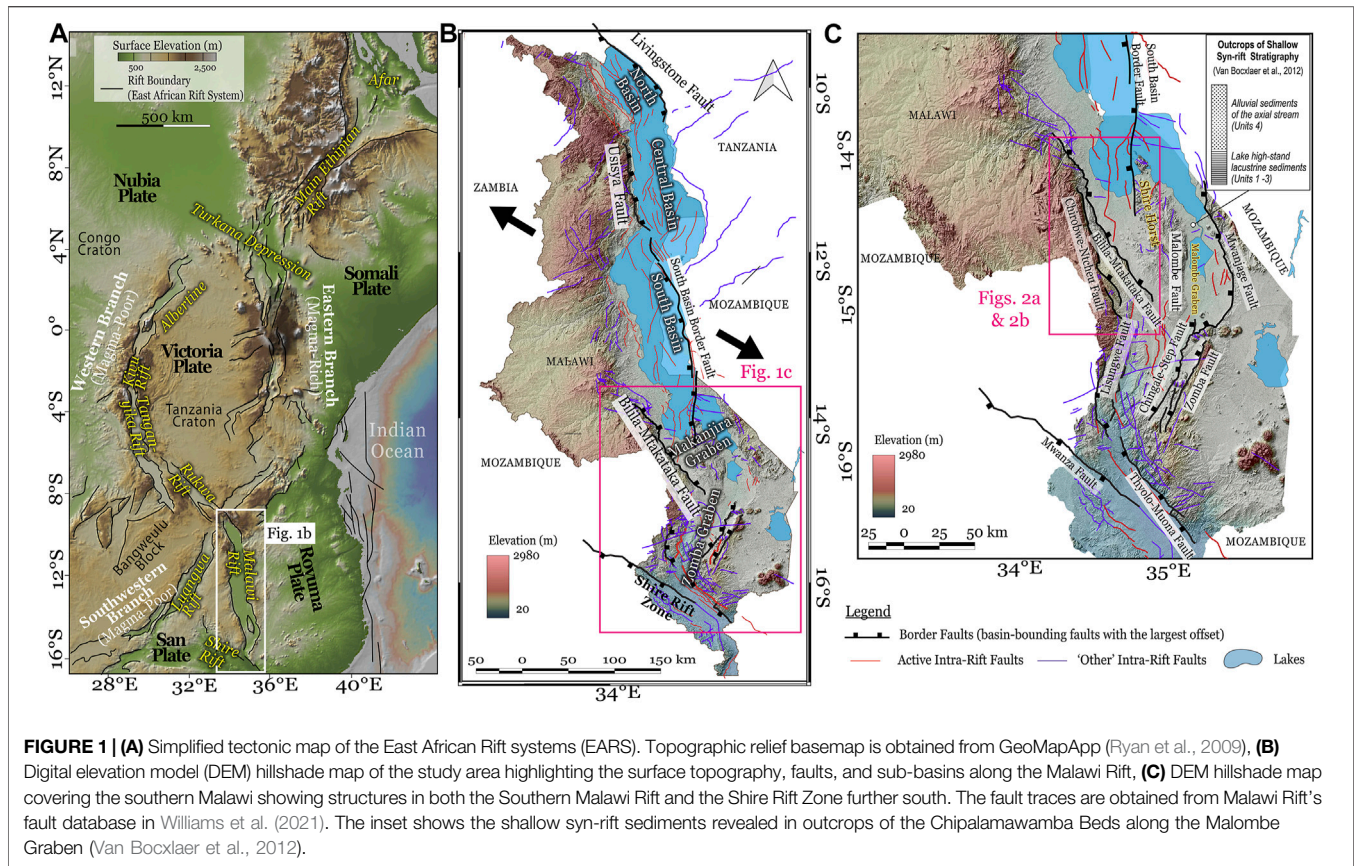 A
Surface Elevation (m)
500 2,500
Rift Boundary
(East African Rift System)
500 km
12°N
8°N
4°N
0°
4°S
8°S
12°S
16°S
28°E 32°E 36°E 40°E
Afar
Main Ethiopian
Rift
Nubia
Plate
Turkana Depression
Congo
Craton
Somali
Plate
Albertine
Western Branch
(Magma-Poor)
Eastern Branch
(Magma-Rich)
Victoria
Plate
Kivu
Rift
Tangan
yika Rift
Tanzania
Craton
Indian
Ocean
Rukwa
Rift
Fig. 1b
Bangweulu
Block
Malawi
Rift
Rovuma
Plate
Luangwa
Rift
Southwestern
Branch
(Magma-Poor)
San
Plate
Shire
Rift
B
Livingstone Fault
North
Basin
10°S
TANZANIA
Usisya Fault
Central Basin
ZAMBIA
12°S
South Basin
South Basin Border Fault
MOZAMBIQUE
MALAWI
Fig. 1c
14°S
Bilila-Mtakataka Fault
Makanjira
Graben
MOZAMBIQUE
Elevation (m)
2980
20
Zomba Graben
16°S
Shire Rift
Zone
50 0 50 100 150 km
34°E
C
South Basin
Border Fault
Outcrops of Shallow
Syn-rift Stratigraphy
(Van Bocxlaer et al., 2012)
Alluvial sediments
of the axial stream
(Units 4)
Lake high-stand
lacustrine sediments
(Units 1 -3)
MALAWI
14°S
MOZAMBIQUE
Chirobwe-Ncheu Fault
Bilila-Mtakataka Fault
Shire Horst
Malombe Fault
Malombe Graben
Mwanjage Fault
MOZAMBIQUE
15°S
Figs. 2a
& 2b
Lisungwe Fault
Chingale-Step Fault
Zomba Fault
Elevation (m)
2980
20
16°S
Mwanza Fault
Thyolo-Muona Fault
MOZAMBIQUE
25 0 25 50 km
34°E 35°E
Legend
Border Faults (basin-bounding faults with the largest offset)
Active Intra-Rift Faults 'Other' Intra-Rift Faults Lakes
FIGURE 1 | (A) Simplified tectonic map of the East African Rift systems (EARS). Topographic relief basemap is obtained from GeoMapApp (Ryan et al., 2009), (B)
Digital elevation model (DEM) hillshade map of the study area highlighting the surface topography, faults, and sub-basins along the Malawi Rift, (C) DEM hillshade map
covering the southern Malawi showing structures in both the Southern Malawi Rift and the Shire Rift Zone further south. The fault traces are obtained from Malawi Rift's
fault database in Williams et al. (2021). The inset shows the shallow syn-rift sediments revealed in outcrops of the Chipalamawamba Beds along the Malombe
Graben (Van Bocxlaer et al., 2012).